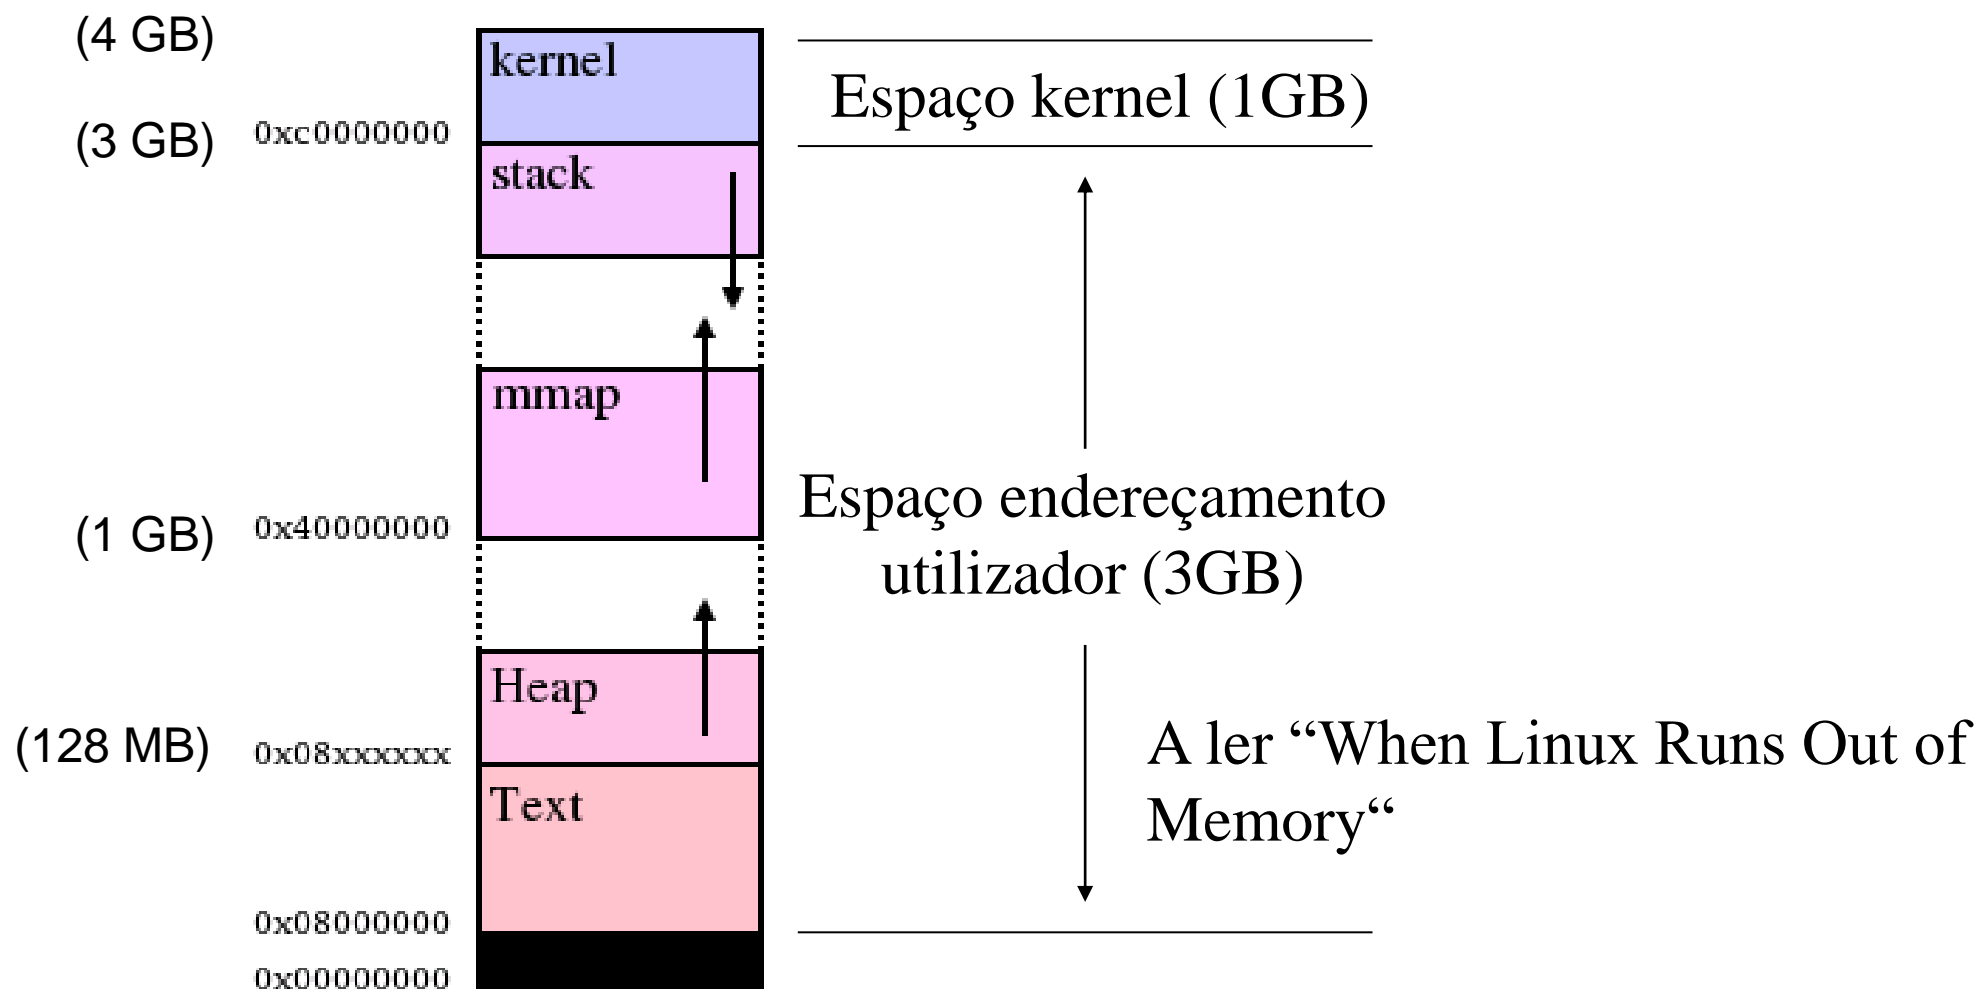 (4 GB)
kernel
Espaço kernel (1GB)
(3 GB)
0xc0000000
stack
mmap
Espaço endereçamento
utilizador (3GB)
(1 GB)
0x40000000
Heap
(128 MB)
0x08xxxxxx
A ler “When Linux Runs Out of
Memory“
Text
0x08000000
0x00000000